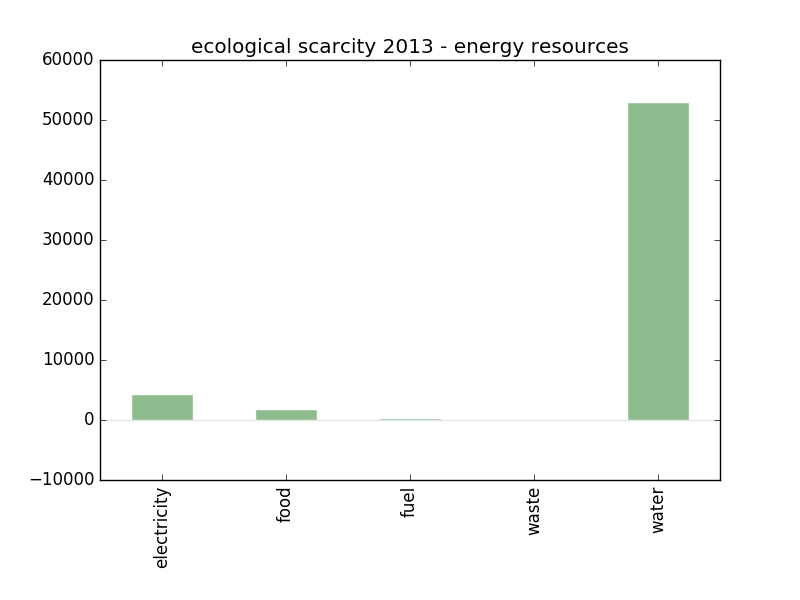 ecological scarcity 2013 - energy resources
60000
50000
40000
30000
20000
10000
0
−10000
electricity
food
fuel
waste
water